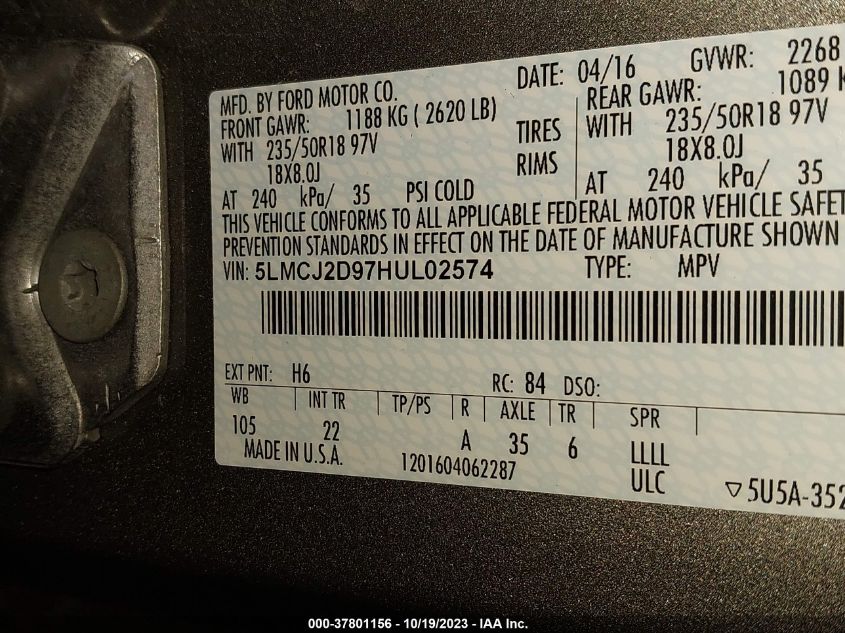 MFD. BY FORD MOTOR CO.
DATE: 04/16 GVWR: 2268
FRONT GAWR: 1188 KG ( 2620 LB)
REAR GAWR: 1089 K
WITH 235/50R18 97V TIRES WITH 235/50R18 97V
18X8.0J RIMS 18X8.0J
AT 240 kPa/ 35 PSI COLD AT 240 kPa/ 35
THIS VEHICLE CONFORMS TO ALL APPLICABLE FEDERAL MOTOR VEHICLE SAFET
PREVENTION STANDARDS IN EFFECT ON THE DATE OF MANUFACTURE SHOWN
VIN: 5LMCJ2D97HUL02574 TYPE: MPV
EXT PNT: H6 RC: 84 DSO:
WB INT TR TP/PS R AXLE TR SPR
105 22 A 35 6 LLLL
MADE IN U.S.A. 1201604062287 ULC ▽5U5A-352
000-37801156 - 10/19/2023 - IAA Inc.